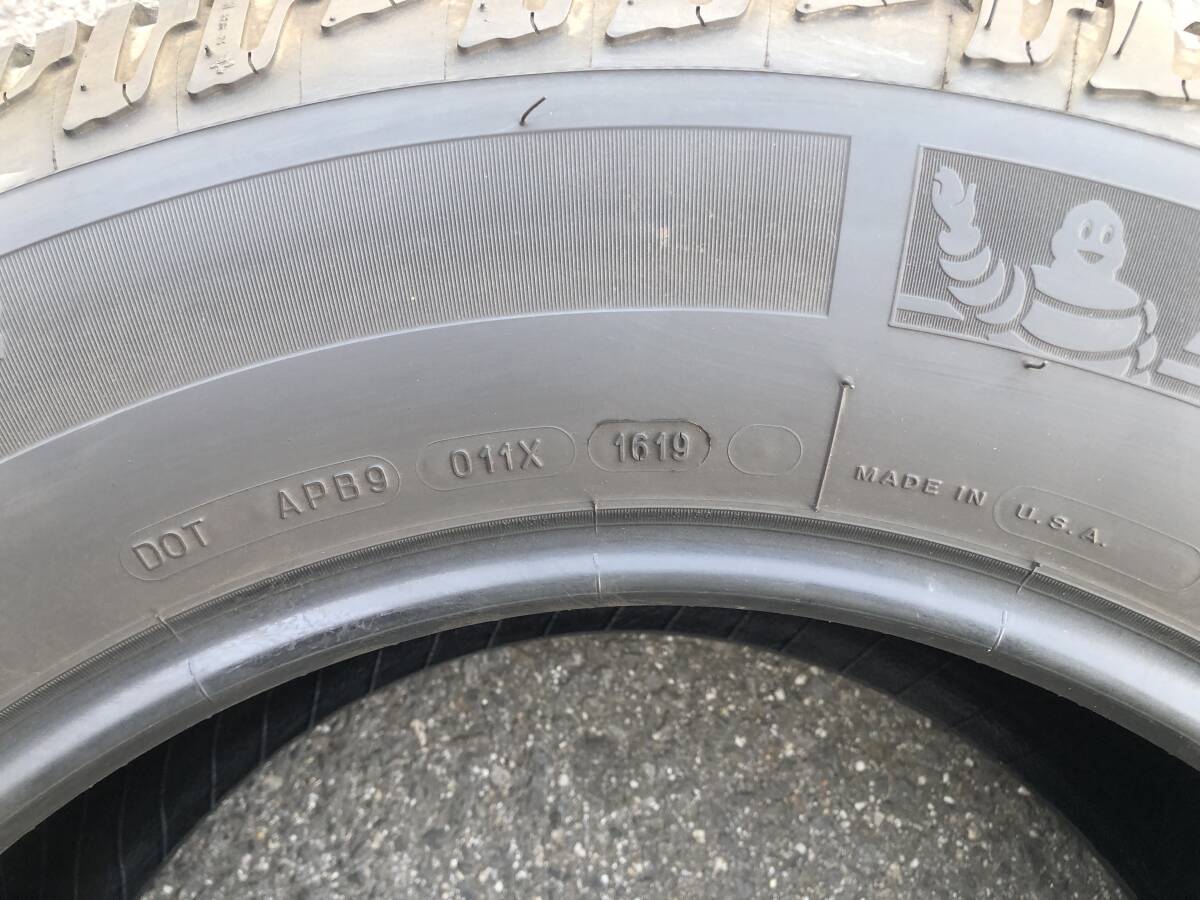 DOT APB9 011X 1619
MADE IN U.S.A.